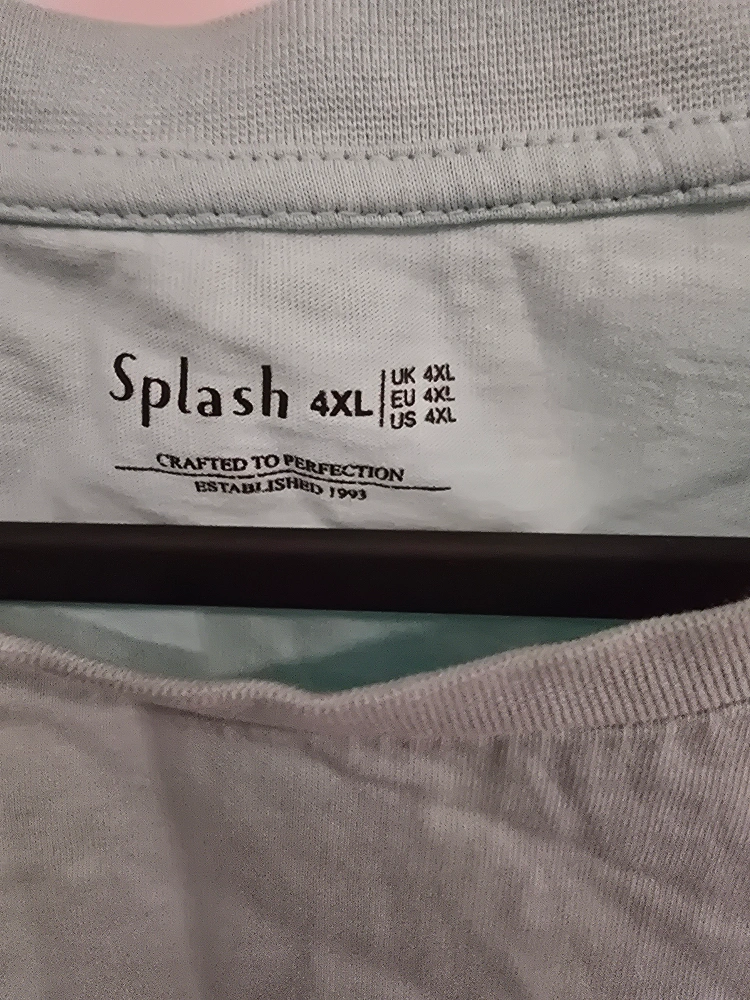 Splash 4XL
UK 4XL
EU 4XL
US 4XL
CRAFTED TO PERFECTION
ESTABLISHED 1993